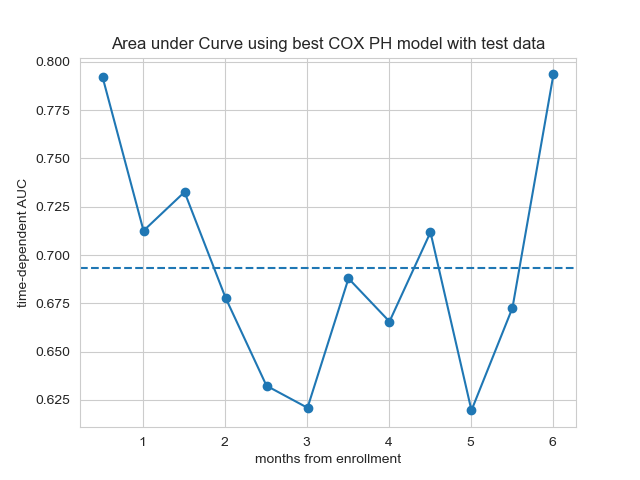 Area under Curve using best COX PH model with test data
0.800
0.775
0.750
0.725
0.700
0.675
0.650
0.625
time-dependent AUC
1 2 3 4 5 6
months from enrollment